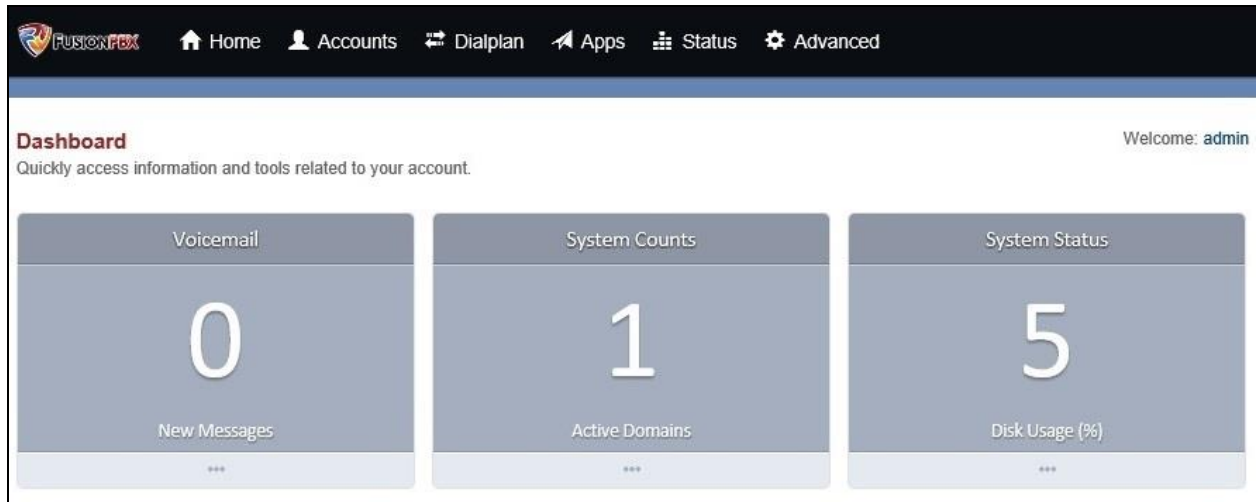 FUSIONPBX Home Accounts Dialplan Apps Status Advanced
Dashboard
Welcome: admin
Quickly access information and tools related to your account.
Voicemail
0
New Messages
...
System Counts
1
Active Domains
...
System Status
5
Disk Usage (%)
...